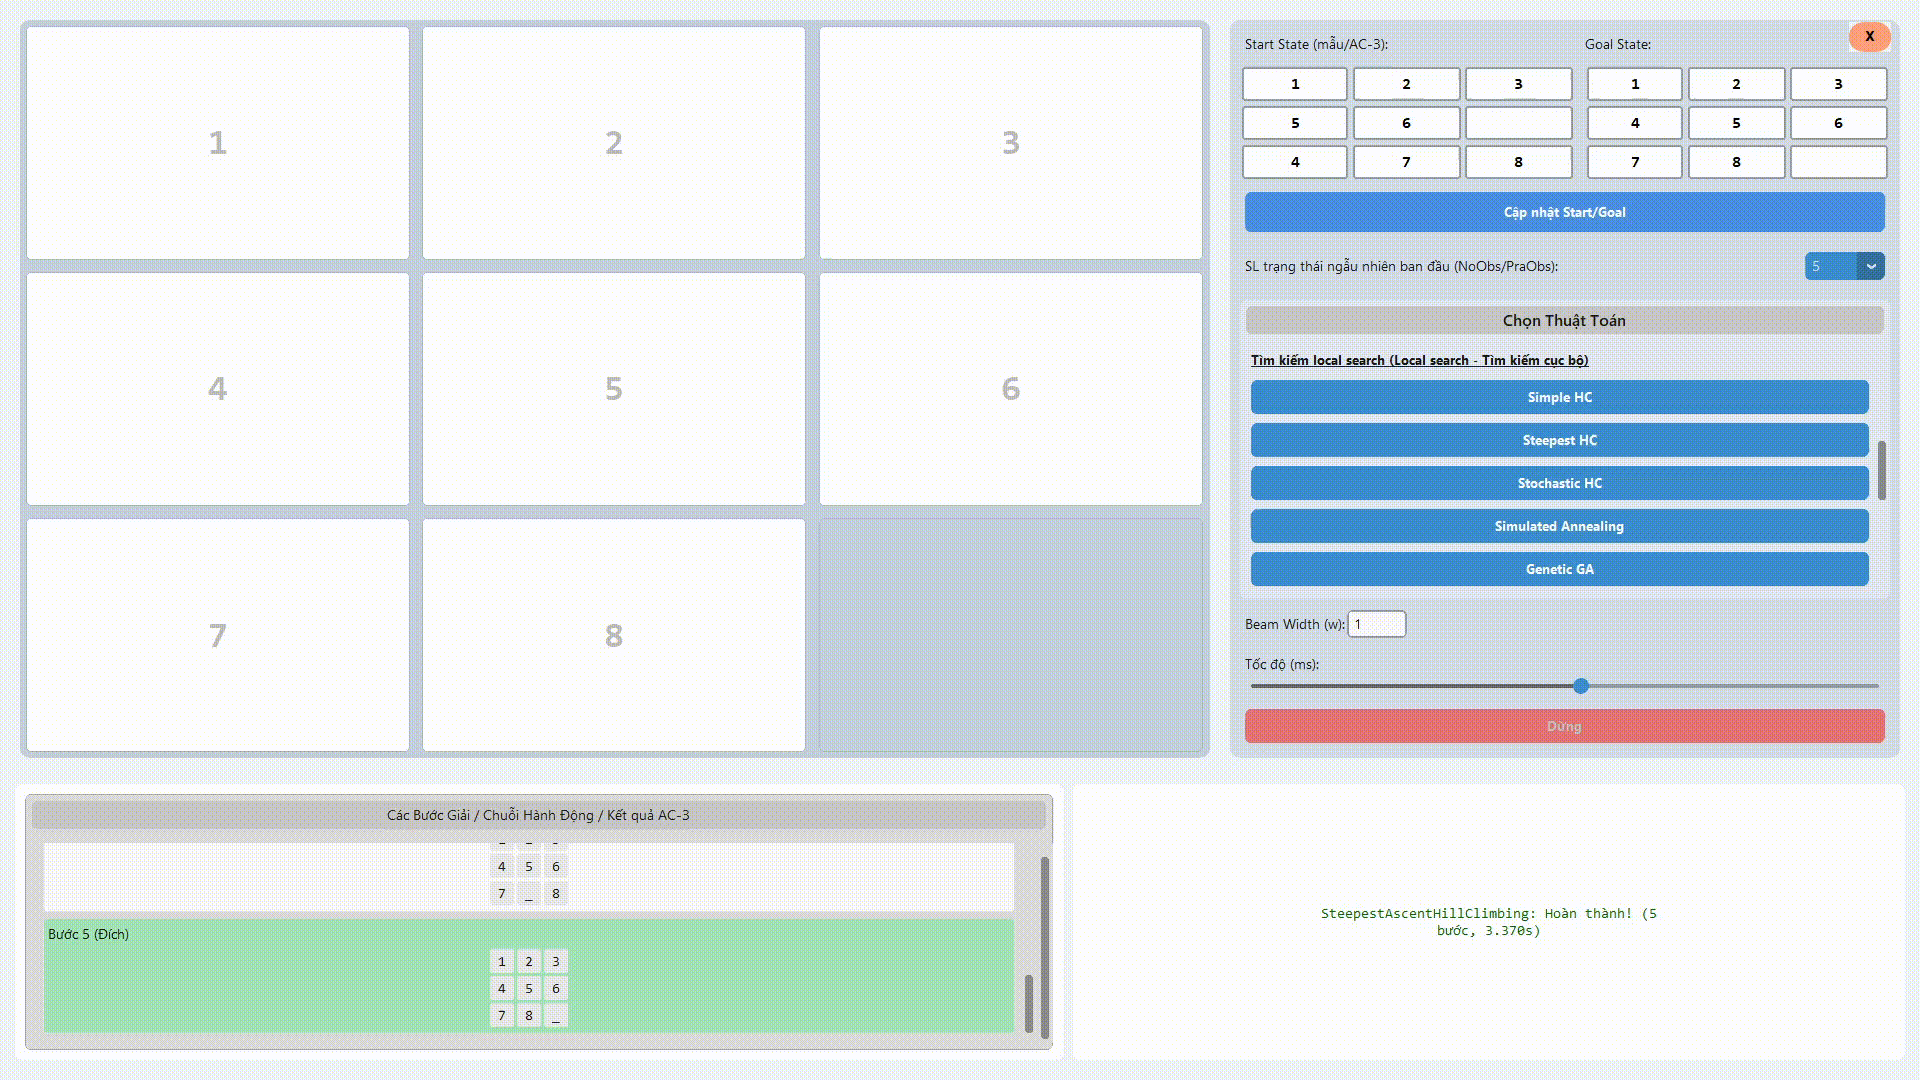 1 2 3
4 5 6
7 8
Start State (mẫu/AC-3):
1 2 3
5 6
4 7 8
Goal State:
1 2 3
4 5 6
7 8
X
Cập nhật Start/Goal
SL trạng thái ngẫu nhiên ban đầu (NoObs/PraObs):
5
Chọn Thuật Toán
Tìm kiếm local search (Local search - Tìm kiếm cục bộ)
Simple HC
Steepest HC
Stochastic HC
Simulated Annealing
Genetic GA
Beam Width (w): 1
Tốc độ (ms):
Dừng
Các Bước Giải / Chuỗi Hành Động / Kết quả AC-3
4 5 6
7 _ 8
Bước 5 (Đích)
1 2 3
4 5 6
7 8 _
SteepestAscentHillClimbing: Hoàn thành! (5
bước, 3.370s)